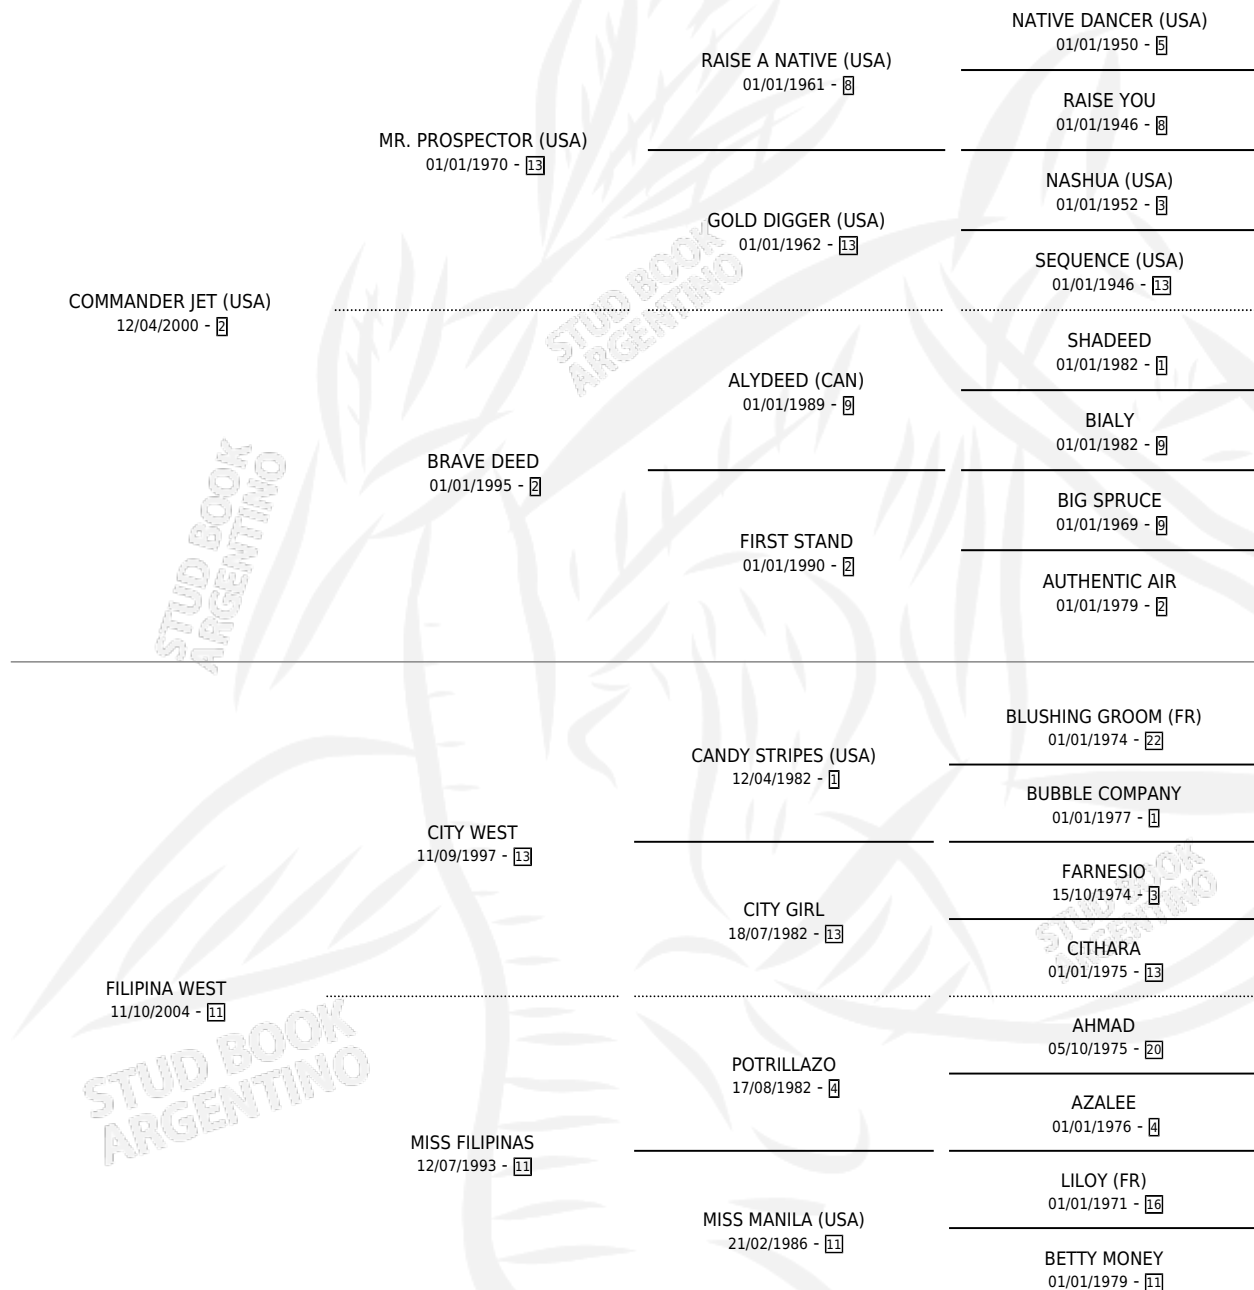 NATIVE DANCER (USA)
01/01/1950 - 5
RAISE A NATIVE (USA)
01/01/1961 - 8
RAISE YOU
01/01/1946 - 8
MR. PROSPECTOR (USA)
01/01/1970 - 13
NASHUA (USA)
01/01/1952 - 3
GOLD DIGGER (USA)
01/01/1962 - 13
SEQUENCE (USA)
01/01/1946 - 13
COMMANDER JET (USA)
12/04/2000 - 2
SHADEED
01/01/1982 - 1
ALYDEED (CAN)
01/01/1989 - 9
BIALY
01/01/1982 - 9
BRAVE DEED
01/01/1995 - 2
BIG SPRUCE
01/01/1969 - 9
FIRST STAND
01/01/1990 - 2
AUTHENTIC AIR
01/01/1979 - 2
BLUSHING GROOM (FR)
01/01/1974 - 22
CANDY STRIPES (USA)
12/04/1982 - 1
BUBBLE COMPANY
01/01/1977 - 1
CITY WEST
11/09/1997 - 13
FARNESIO
15/10/1974 - 3
CITY GIRL
18/07/1982 - 13
CITHARA
01/01/1975 - 13
FILIPINA WEST
11/10/2004 - 11
AHMAD
05/10/1975 - 20
POTRILLAZO
17/08/1982 - 4
AZALEE
01/01/1976 - 4
MISS FILIPINAS
12/07/1993 - 11
LILOY (FR)
01/01/1971 - 16
MISS MANILA (USA)
21/02/1986 - 11
BETTY MONEY
01/01/1979 - 11
STUD BOOK
ARGENTINO
STUD BOOK
ARGENTINO
STUD BOOK
ARGENTINO
STUD BOOK
ARGENTINO